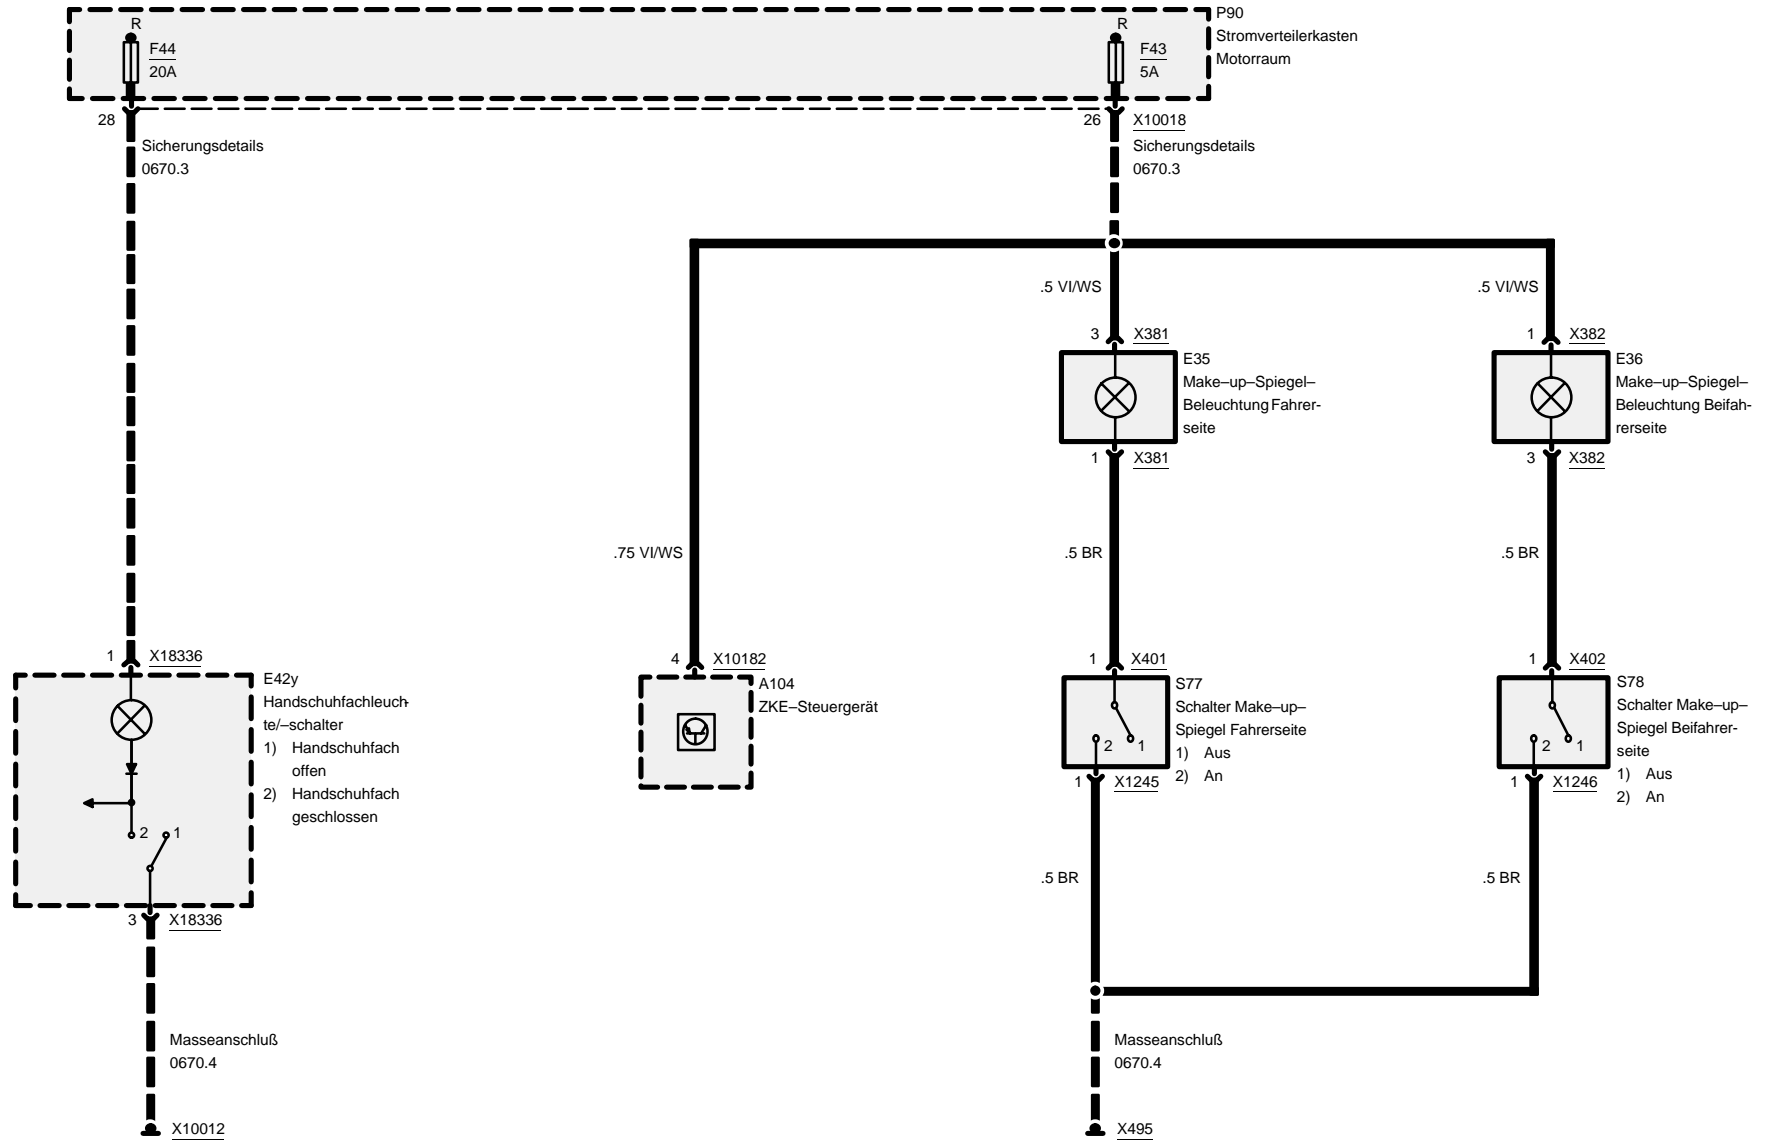 P90
Stromverteilerkasten
Motorraum
R
F44
20A
R
F43
5A
28
26
X10018
Sicherungsdetails
0670.3
Sicherungsdetails
0670.3
.5 VI/WS
.5 VI/WS
3
X381
1
X382
E35
Make–up–Spiegel–
Beleuchtung Fahrer-
seite
E36
Make–up–Spiegel–
Beleuchtung Beifah-
rerseite
1
X381
3
X382
.75 VI/WS
.5 BR
.5 BR
1
X18336
4
X10182
1
X401
1
X402
E42y
Handschuhfachleuch-
te/–schalter
1) Handschuhfach
offen
2) Handschuhfach
geschlossen
2
1
A104
ZKE–Steuergerät
S77
Schalter Make–up–
Spiegel Fahrerseite
1) Aus
2) An
2
1
S78
Schalter Make–up–
Spiegel Beifahrer-
seite
1) Aus
2) An
2
1
1
X1245
1
X1246
.5 BR
.5 BR
3
X18336
Masseanschluß
0670.4
Masseanschluß
0670.4
X10012
X495